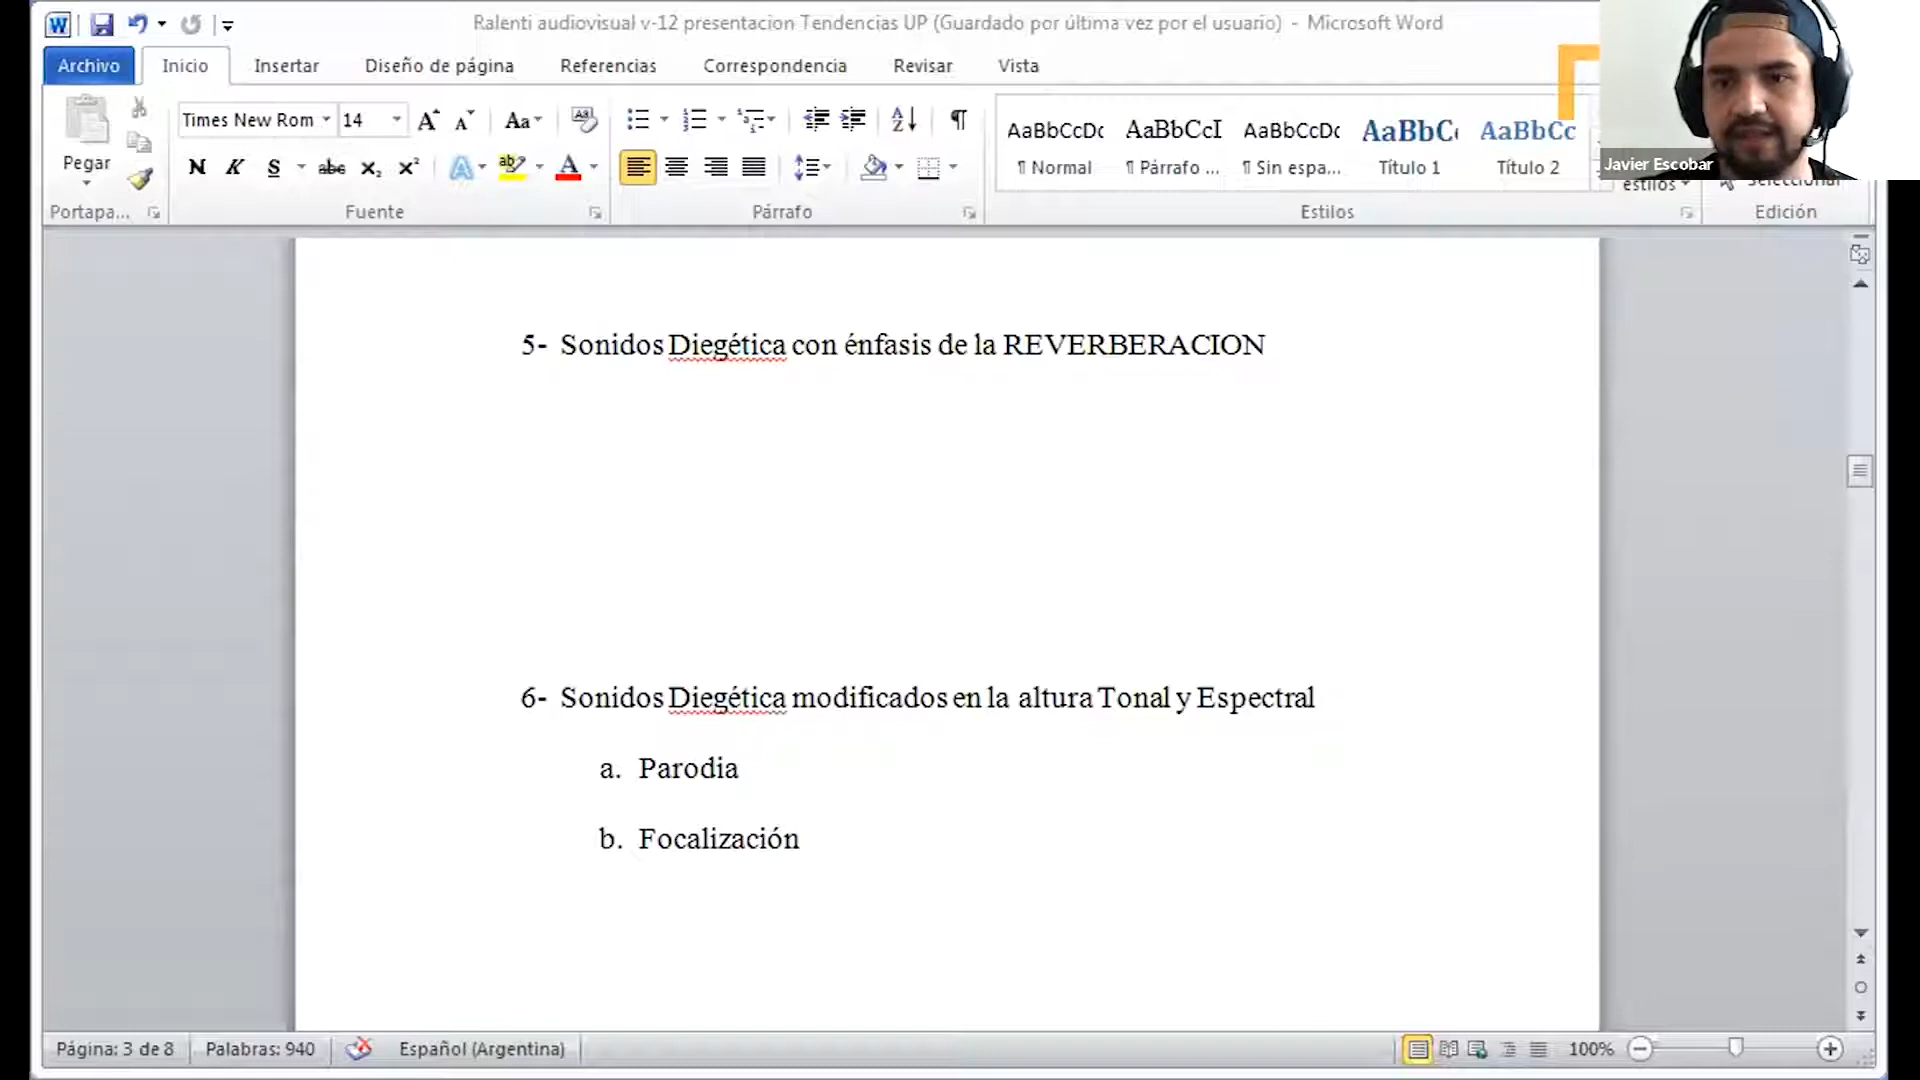 Ralenti audiovisual v-12 presentacion Tendencias UP (Guardado por última vez por el usuario) - Microsoft Word
Archivo Inicio Insertar Diseño de página Referencias Correspondencia Revisar Vista
Times New Rom 14
AaBbCcDc AaBbCcI AaBbCcDc AaBbC AaBbCc
Pegar
¶ Normal ¶ Párrafo ... ¶ Sin espa... Título 1 Título 2
Javier Escobar
estilos Seleccionar
Portapa... Fuente Párrafo Estilos Edición
5- Sonidos Diegética con énfasis de la REVERBERACION
6- Sonidos Diegética modificados en la altura Tonal y Espectral
a. Parodia
b. Focalización
Página: 3 de 8 Palabras: 940 Español (Argentina) 100%